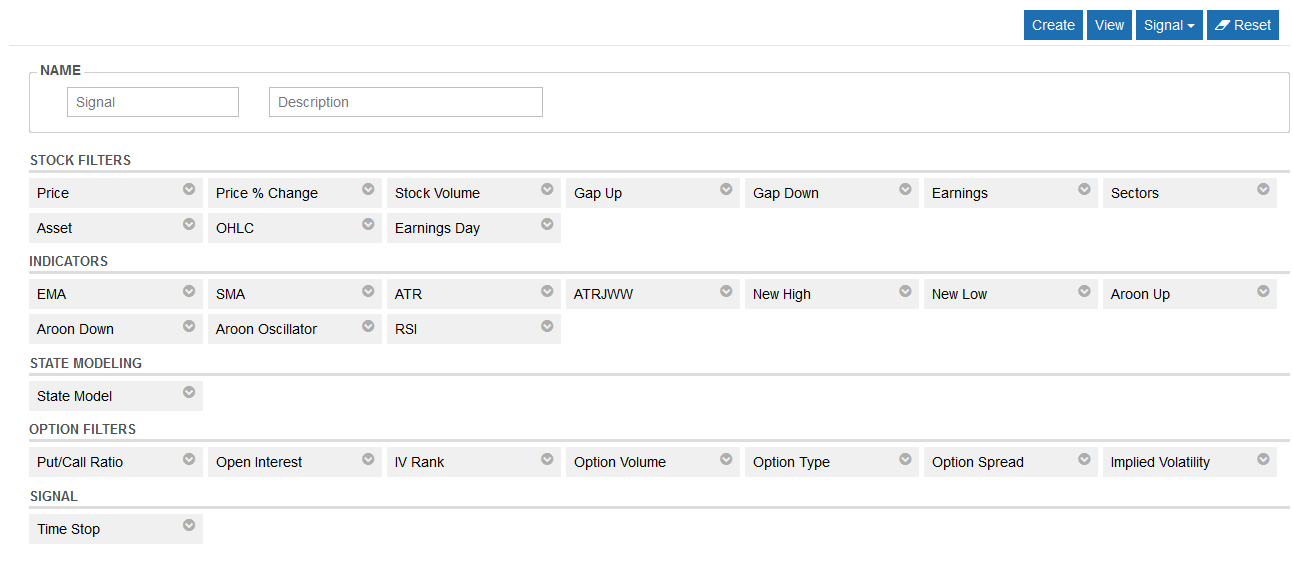 Create View Signal Reset
NAME
Signal Description
STOCK FILTERS
Price Price % Change Stock Volume Gap Up Gap Down Earnings Sectors
Asset OHLC Earnings Day
INDICATORS
EMA SMA ATR ATRJWW New High New Low Aroon Up
Aroon Down Aroon Oscillator RSI
STATE MODELING
State Model
OPTION FILTERS
Put/Call Ratio Open Interest IV Rank Option Volume Option Type Option Spread Implied Volatility
SIGNAL
Time Stop